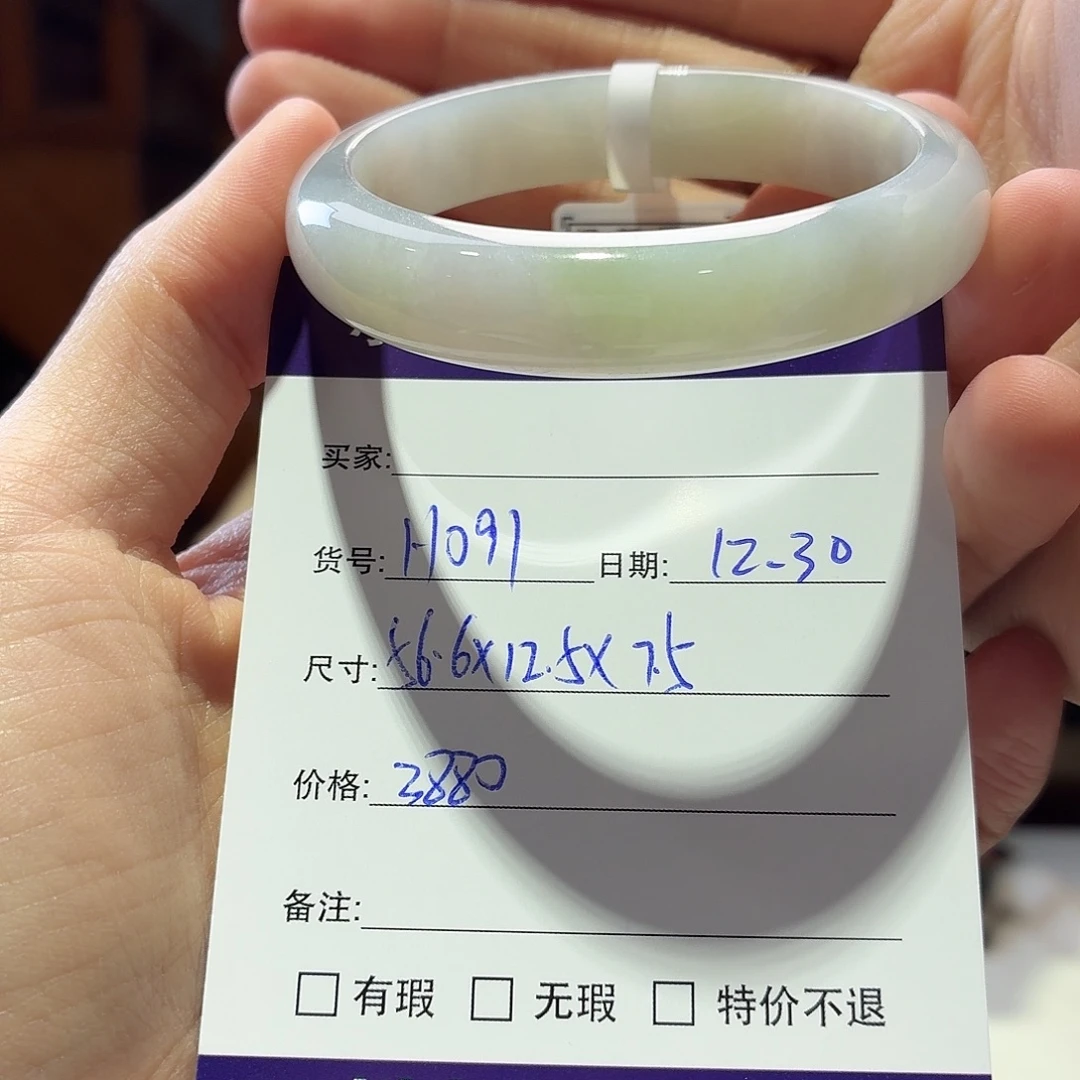 买家:
货号: H091 日期: 12-30
尺寸: 56.6x12.5x7.5
价格: 3880
备注:
□ 有瑕 □ 无瑕 □ 特价不退